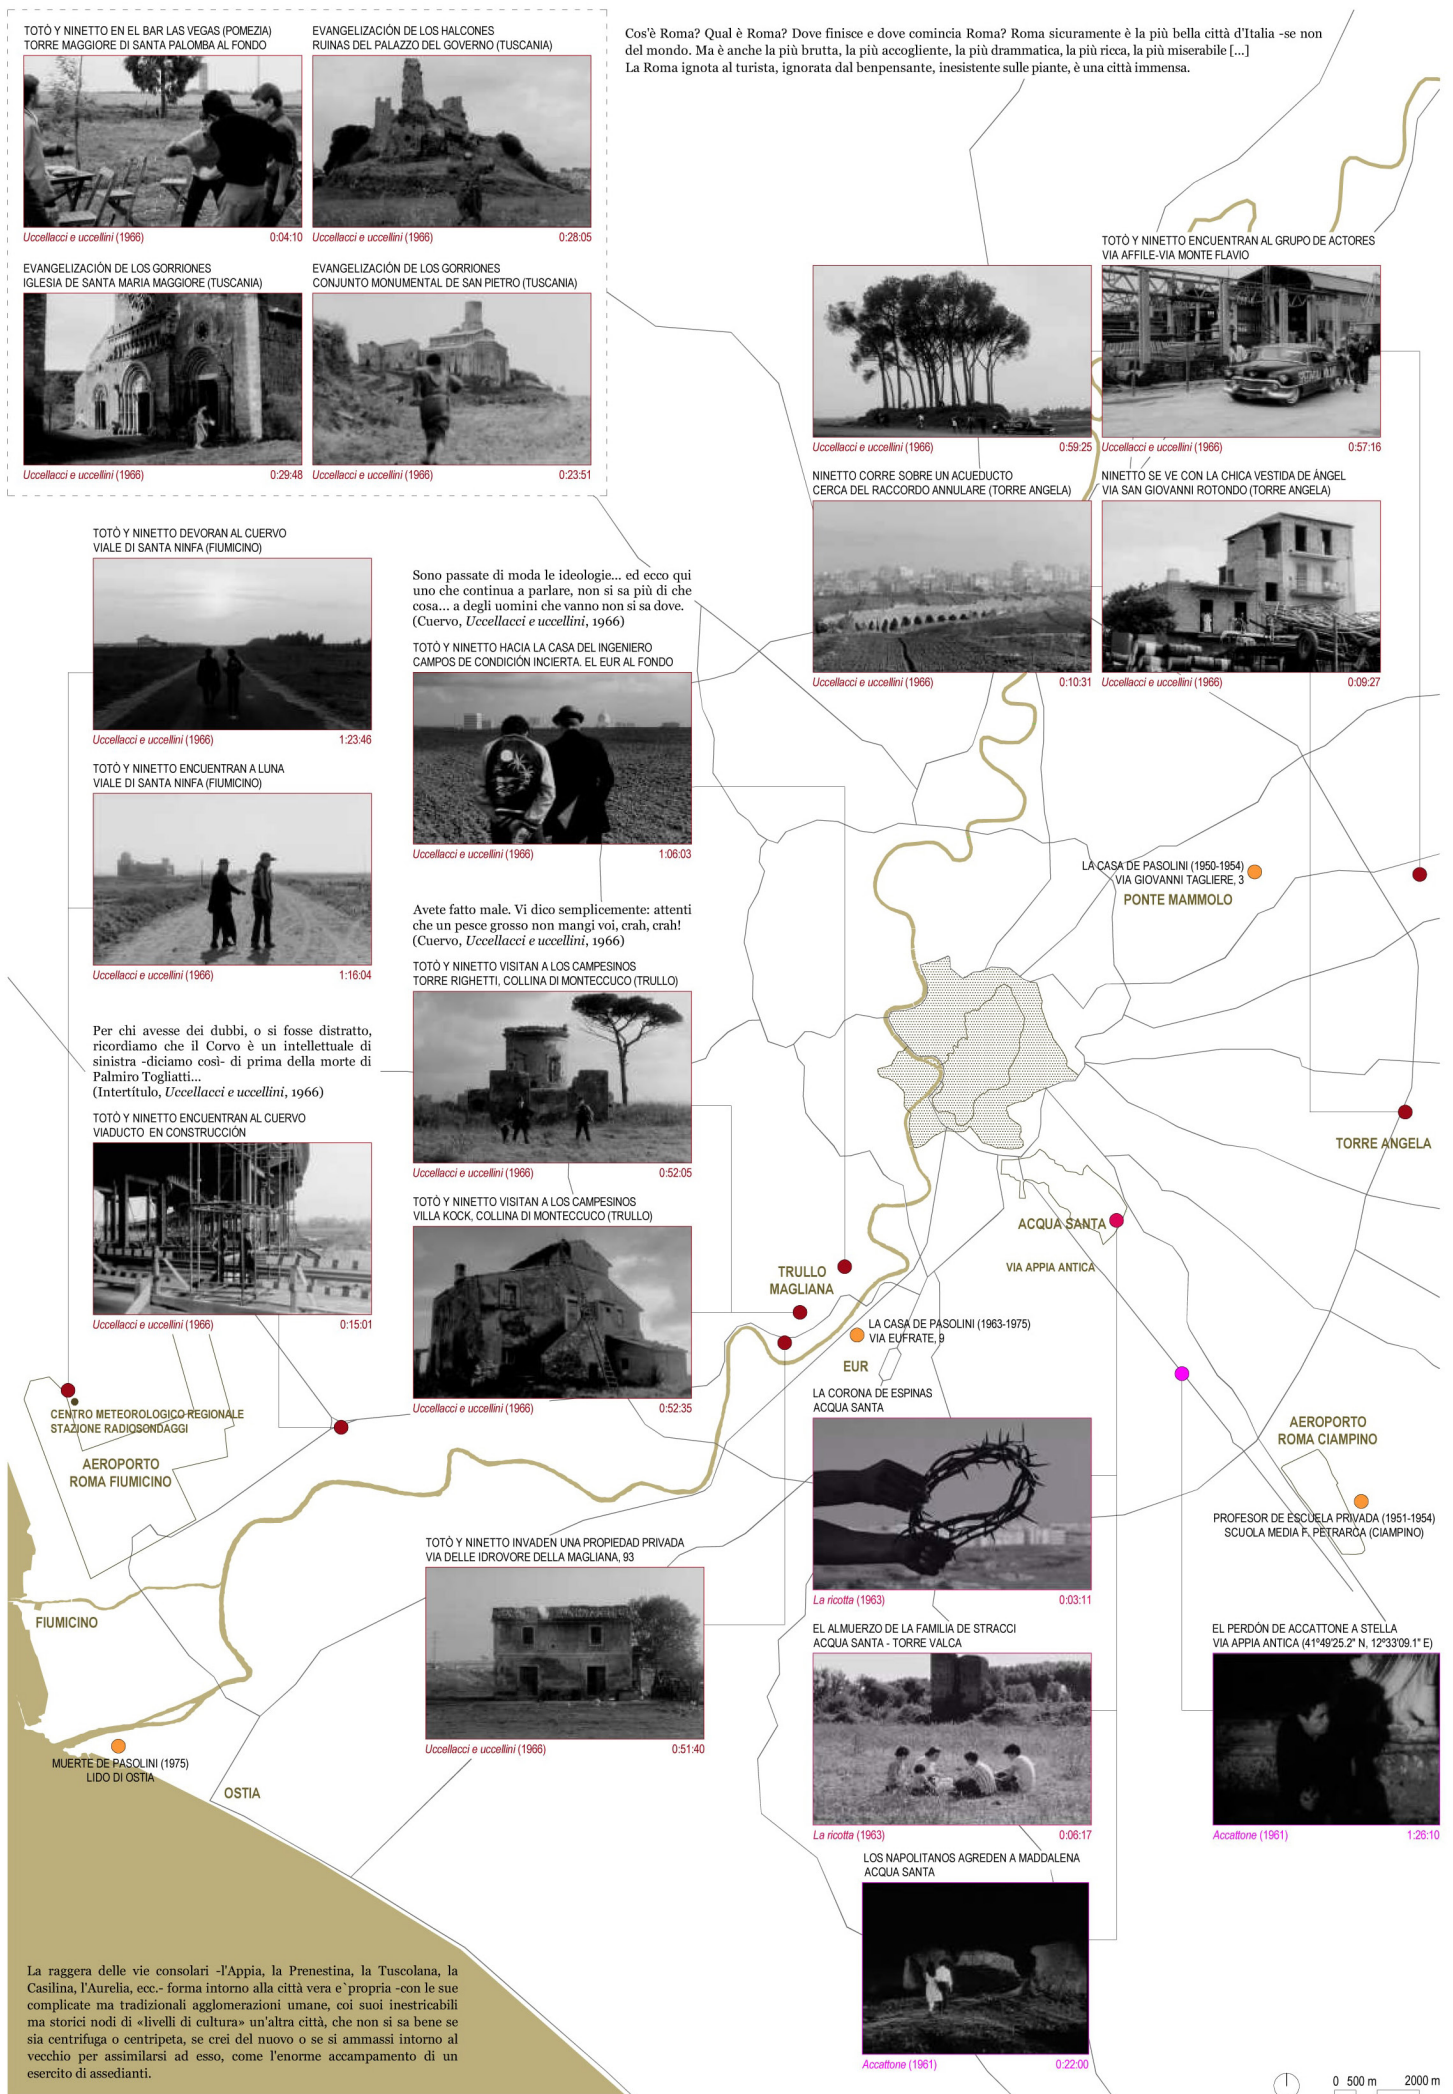 TOTÒ Y NINETTO EN EL BAR LAS VEGAS (POMEZIA)
TORRE MAGGIORE DI SANTA PALOMBA AL FONDO
Uccellacci e uccellini (1966) 0:04:10
EVANGELIZACIÓN DE LOS HALCONES
RUINAS DEL PALAZZO DEL GOVERNO (TUSCANIA)
Uccellacci e uccellini (1966) 0:28:05
EVANGELIZACIÓN DE LOS GORRIONES
IGLESIA DE SANTA MARIA MAGGIORE (TUSCANIA)
Uccellacci e uccellini (1966) 0:29:48
EVANGELIZACIÓN DE LOS GORRIONES
CONJUNTO MONUMENTAL DE SAN PIETRO (TUSCANIA)
Uccellacci e uccellini (1966) 0:23:51
Cos'è Roma? Qual è Roma? Dove finisce e dove comincia Roma? Roma sicuramente è la più bella città d'Italia -se non
del mondo. Ma è anche la più brutta, la più accogliente, la più drammatica, la più ricca, la più miserabile [...]
La Roma ignota al turista, ignorata dal benpensante, inesistente sulle piante, è una città immensa.
Uccellacci e uccellini (1966) 0:59:25
TOTÒ Y NINETTO ENCUENTRAN AL GRUPO DE ACTORES
VIA AFFILE-VIA MONTE FLAVIO
Uccellacci e uccellini (1966) 0:57:16
NINETTO CORRE SOBRE UN ACUEDUCTO
CERCA DEL RACCORDO ANNULARE (TORRE ANGELA)
Uccellacci e uccellini (1966) 0:10:31
NINETTO SE VE CON LA CHICA VESTIDA DE ÁNGEL
VIA SAN GIOVANNI ROTONDO (TORRE ANGELA)
Uccellacci e uccellini (1966) 0:09:27
TOTÒ Y NINETTO DEVORAN AL CUERVO
VIALE DI SANTA NINFA (FIUMICINO)
Uccellacci e uccellini (1966) 1:23:46
TOTÒ Y NINETTO ENCUENTRAN A LUNA
VIALE DI SANTA NINFA (FIUMICINO)
Uccellacci e uccellini (1966) 1:16:04
Per chi avesse dei dubbi, o si fosse distratto,
ricordiamo che il Corvo è un intellettuale di
sinistra -diciamo così- di prima della morte di
Palmiro Togliatti...
(Intertítulo, Uccellacci e uccellini, 1966)
TOTÒ Y NINETTO ENCUENTRAN AL CUERVO
VIADUCTO EN CONSTRUCCIÓN
Uccellacci e uccellini (1966) 0:15:01
Sono passate di moda le ideologie... ed ecco qui
uno che continua a parlare, non si sa più di che
cosa... a degli uomini che vanno non si sa dove.
(Cuervo, Uccellacci e uccellini, 1966)
TOTÒ Y NINETTO HACIA LA CASA DEL INGENIERO
CAMPOS DE CONDICIÓN INCIERTA. EL EUR AL FONDO
Uccellacci e uccellini (1966) 1:06:03
Avete fatto male. Vi dico semplicemente: attenti
che un pesce grosso non mangi voi, crah, crah!
(Cuervo, Uccellacci e uccellini, 1966)
TOTÒ Y NINETTO VISITAN A LOS CAMPESINOS
TORRE RIGHETTI, COLLINA DI MONTECCUCO (TRULLO)
Uccellacci e uccellini (1966) 0:52:05
TOTÒ Y NINETTO VISITAN A LOS CAMPESINOS
VILLA KOCK, COLLINA DI MONTECCUCO (TRULLO)
Uccellacci e uccellini (1966) 0:52:35
LA CASA DE PASOLINI (1950-1954)
VIA GIOVANNI TAGLIERE, 3
PONTE MAMMOLO
TORRE ANGELA
ACQUA SANTA
VIA APPIA ANTICA
TRULLO
MAGLIANA
LA CASA DE PASOLINI (1963-1975)
VIA EUFRATE, 9
EUR
CENTRO METEOROLOGICO REGIONALE
STAZIONE RADIOSONDAGGI
AEROPORTO
ROMA FIUMICINO
FIUMICINO
MUERTE DE PASOLINI (1975)
LIDO DI OSTIA
OSTIA
TOTÒ Y NINETTO INVADEN UNA PROPIEDAD PRIVADA
VIA DELLE IDROVORE DELLA MAGLIANA, 93
Uccellacci e uccellini (1966) 0:51:40
LA CORONA DE ESPINAS
ACQUA SANTA
La ricotta (1963) 0:03:11
EL ALMUERZO DE LA FAMILIA DE STRACCI
ACQUA SANTA - TORRE VALCA
La ricotta (1963) 0:06:17
LOS NAPOLITANOS AGREDEN A MADDALENA
ACQUA SANTA
Accattone (1961) 0:22:00
AEROPORTO
ROMA CIAMPINO
PROFESOR DE ESCUELA PRIVADA (1951-1954)
SCUOLA MEDIA F. PETRARCA (CIAMPINO)
EL PERDÓN DE ACCATTONE A STELLA
VIA APPIA ANTICA (41º49'25.2" N, 12º33'09.1" E)
Accattone (1961) 1:26:10
La raggera delle vie consolari -l'Appia, la Prenestina, la Tuscolana, la
Casilina, l'Aurelia, ecc.- forma intorno alla città vera e`propria -con le sue
complicate ma tradizionali agglomerazioni umane, coi suoi inestricabili
ma storici nodi di «livelli di cultura» un'altra città, che non si sa bene se
sia centrifuga o centripeta, se crei del nuovo o se si ammassi intorno al
vecchio per assimilarsi ad esso, come l'enorme accampamento di un
esercito di assedianti.
0 500 m 2000 m